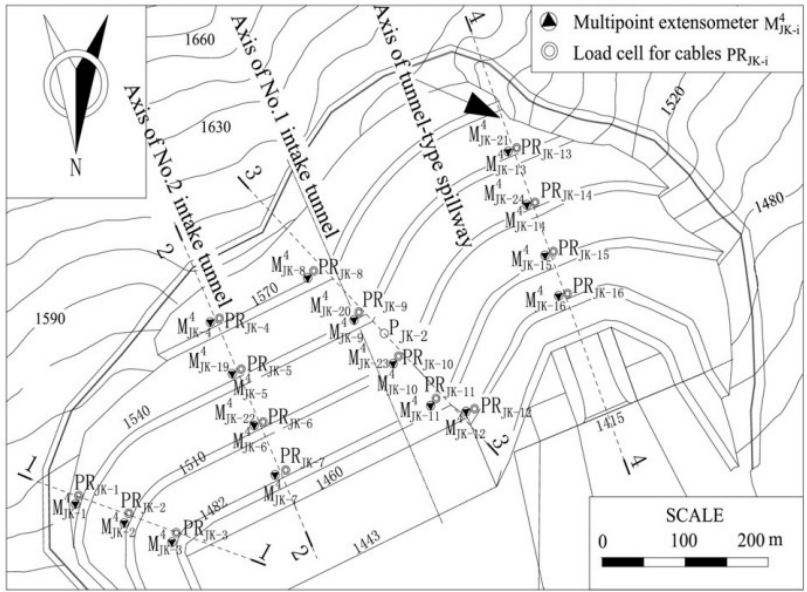 Multipoint extensometer M⁴JK-i
Load cell for cables PRJK-i
N
1660
1630
1590
1570
1540
1510
1482
1460
1443
1415
1520
1480
Axis of No.2 intake tunnel
Axis of No.1 intake tunnel
Axis of tunnel-type spillway
4
3
2
1
M⁴JK-21
PRJK-13
M⁴JK-13
M⁴JK-24
PRJK-14
M⁴JK-14
PRJK-15
M⁴JK-15
PRJK-16
M⁴JK-16
M⁴JK-8
PRJK-8
PRJK-9
M⁴JK-20
M⁴JK-9
PJK-2
M⁴JK-23
PRJK-10
M⁴JK-10
PRJK-11
M⁴JK-11
PRJK-12
M⁴JK-12
M⁴JK-4
PRJK-4
M⁴JK-19
PRJK-5
M⁴JK-5
M⁴JK-22
PRJK-6
M⁴JK-6
PRJK-7
M⁴JK-7
PRJK-1
M⁴JK-1
PRJK-2
M⁴JK-2
PRJK-3
M⁴JK-3
1
2
3
4
SCALE
0 100 200 m